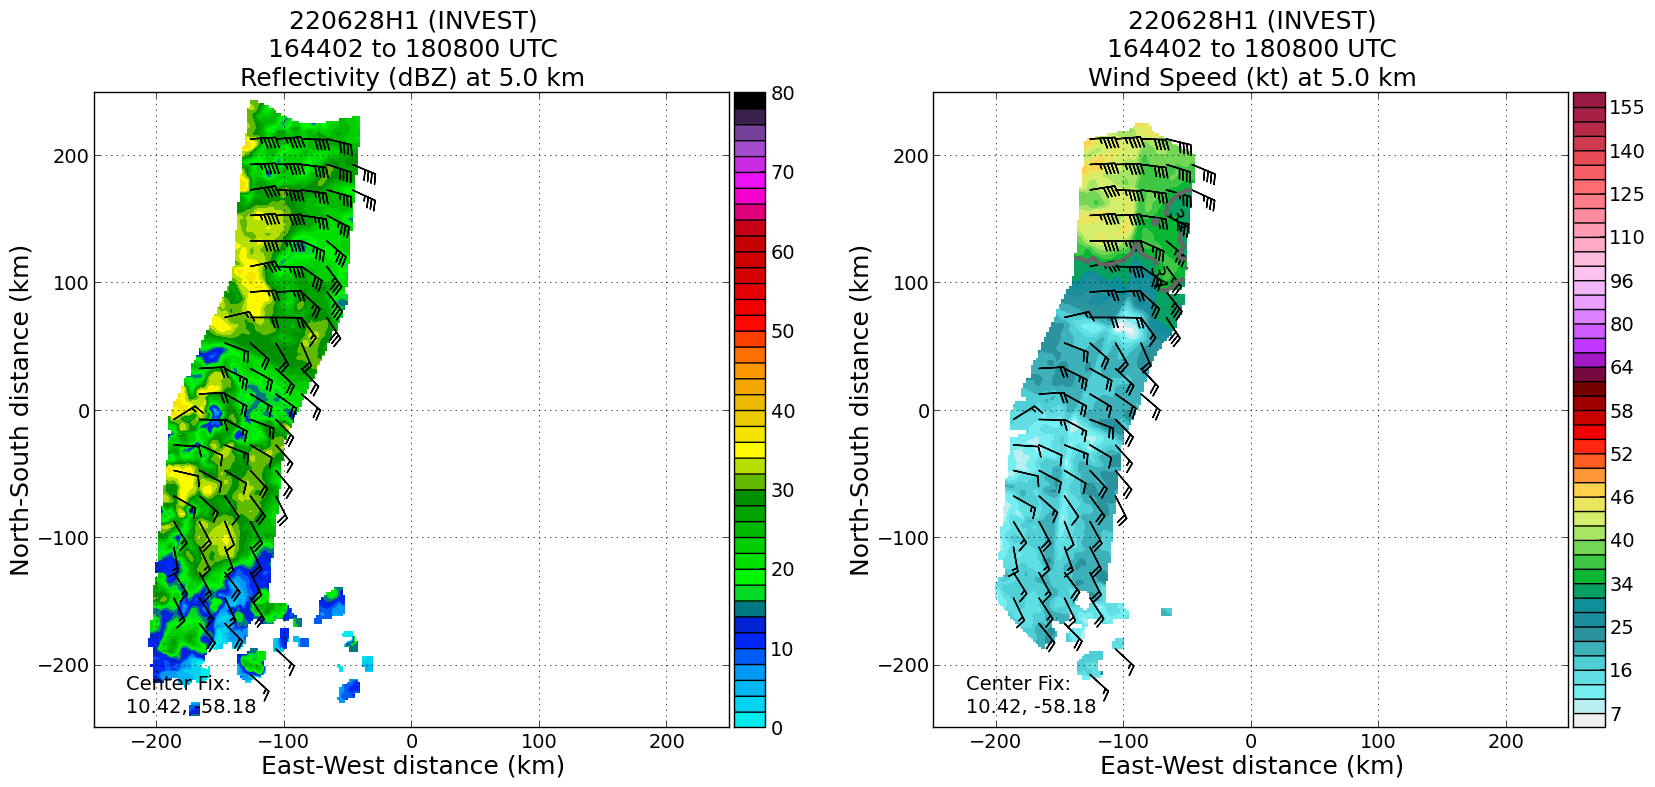 220628H1 (INVEST)
164402 to 180800 UTC
Reflectivity (dBZ) at 5.0 km
North-South distance (km)
200
100
0
−100
−200
Center Fix:
10.42, -58.18
−200 −100 0 100 200
East-West distance (km)
80
70
60
50
40
30
20
10
0
220628H1 (INVEST)
164402 to 180800 UTC
Wind Speed (kt) at 5.0 km
North-South distance (km)
200
100
0
−100
−200
34
Center Fix:
10.42, -58.18
−200 −100 0 100 200
East-West distance (km)
155
140
125
110
96
80
64
58
52
46
40
34
25
16
7